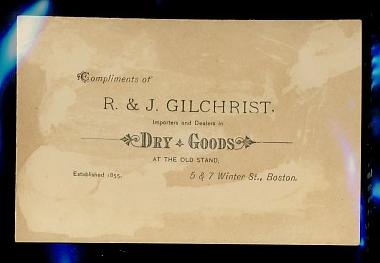 Compliments of
R. & J. GILCHRIST,
Importers and Dealers in
DRY GOODS
AT THE OLD STAND,
Established 1855. 5 & 7 Winter St., Boston.